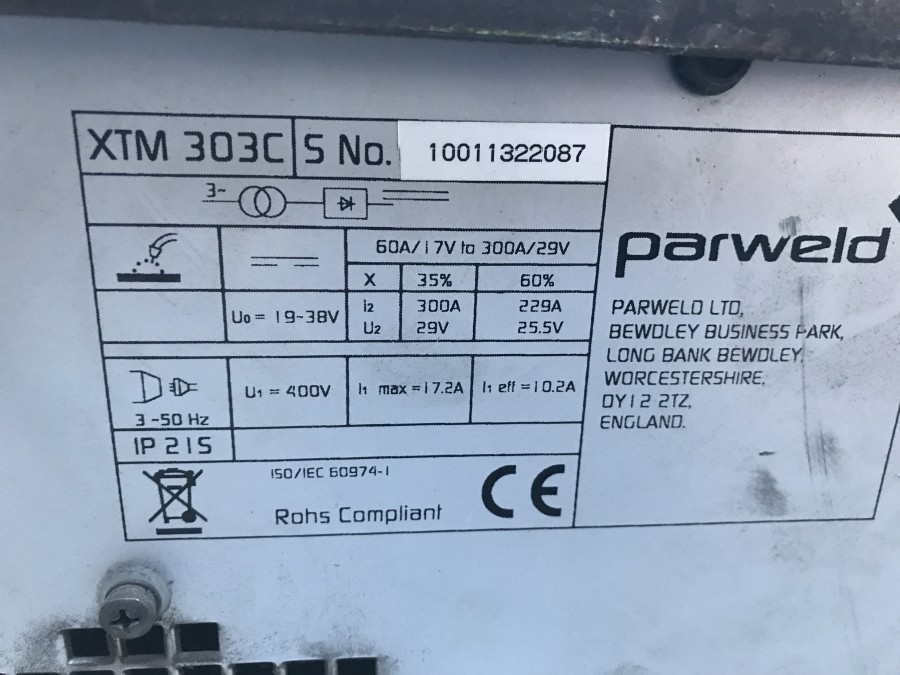 XTM 303C S No. 10011322087
3~
60A/17V to 300A/29V
X 35% 60%
U0 = 19-38V
I2 300A 229A
U2 29V 25.5V
3 ~50 Hz
U1 = 400V
I1 max =17.2A
I1 eff =10.2A
IP 21S
ISO/IEC 60974-1
Rohs Compliant
CE
parweld
PARWELD LTD,
BEWDLEY BUSINESS PARK,
LONG BANK BEWDLEY,
WORCESTERSHIRE,
DY12 2TZ,
ENGLAND.